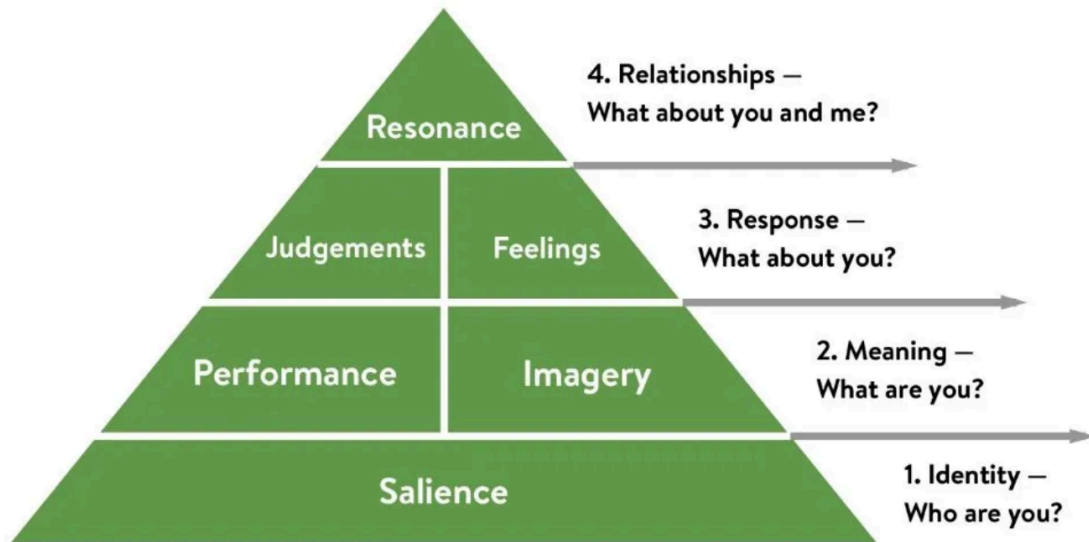 4. Relationships —
What about you and me?
Resonance
3. Response —
What about you?
Judgements
Feelings
2. Meaning —
What are you?
Performance
Imagery
1. Identity —
Who are you?
Salience